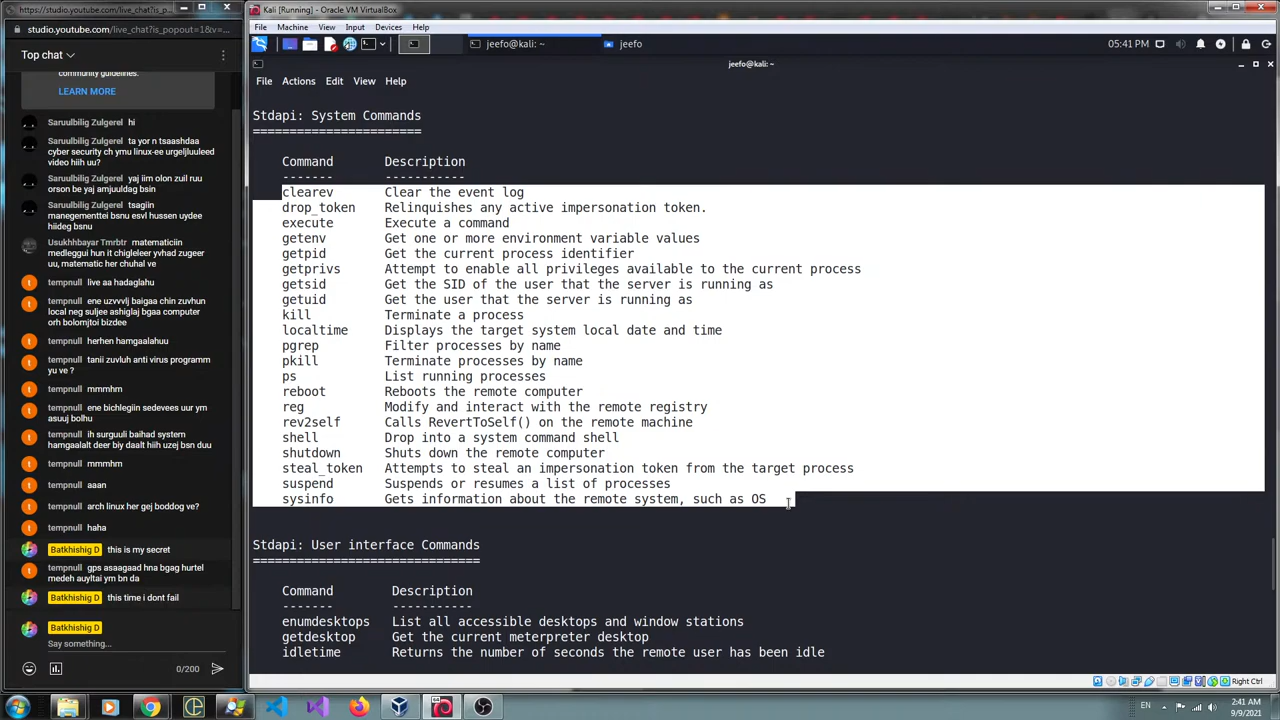 https://studio.youtube.com/live_chat?is_p...
studio.youtube.com/live_chat?is_popout=1&v=...
Top chat
community guidelines.
LEARN MORE
Saruulbilig Zulgerel hi
Saruulbilig Zulgerel ta yor n tsaashdaa
cyber security ch ymu linux-ee urgeljluuleed
video hiih uu?
Saruulbilig Zulgerel yaj iim olon zuil ruu
orson be yaj amjuuldag bsin
Saruulbilig Zulgerel tsagiin
manegementtei bsnu esvl hussen uydee
hiideg bsnu
Usukhhbayar Tmrbtr matematiciin
medleggui hun it chigleleer yvhad zugeer
uu, matematic her chuhal ve
tempnull live aa hadaglahu
tempnull ene uzvvvlj baigaa chin zuvhun
local neg suljee ashiglaj bgaa computer
orh bolomjtoi bizdee
tempnull herhen hamgaalahuu
tempnull tanii zuvluh anti virus programm
yu ve ?
tempnull mmmhm
tempnull ene bichlegiin sedevees uur ym
asuuj bolhu
tempnull ih surguuli baihad system
hamgaalalt deer biy daalt hiih uzej bsn duu
tempnull mmmhm
tempnull aaan
tempnull arch linux her gej boddog ve?
tempnull haha
Batkhishig D this is my secret
tempnull gps asaagaad hna bgag hurtel
medeh auyltai ym bn da
Batkhishig D this time i dont fail
Batkhishig D
Say something...
0/200
Kali [Running] - Oracle VM VirtualBox
File Machine View Input Devices Help
jeefo@kali: ~
jeefo
05:41 PM
jeefo@kali: ~
File Actions Edit View Help
Stdapi: System Commands
=======================
Command Description
------- -----------
clearev Clear the event log
drop_token Relinquishes any active impersonation token.
execute Execute a command
getenv Get one or more environment variable values
getpid Get the current process identifier
getprivs Attempt to enable all privileges available to the current process
getsid Get the SID of the user that the server is running as
getuid Get the user that the server is running as
kill Terminate a process
localtime Displays the target system local date and time
pgrep Filter processes by name
pkill Terminate processes by name
ps List running processes
reboot Reboots the remote computer
reg Modify and interact with the remote registry
rev2self Calls RevertToSelf() on the remote machine
shell Drop into a system command shell
shutdown Shuts down the remote computer
steal_token Attempts to steal an impersonation token from the target process
suspend Suspends or resumes a list of processes
sysinfo Gets information about the remote system, such as OS
Stdapi: User interface Commands
===============================
Command Description
------- -----------
enumdesktops List all accessible desktops and window stations
getdesktop Get the current meterpreter desktop
idletime Returns the number of seconds the remote user has been idle
Right Ctrl
EN
2:41 AM
9/9/2021